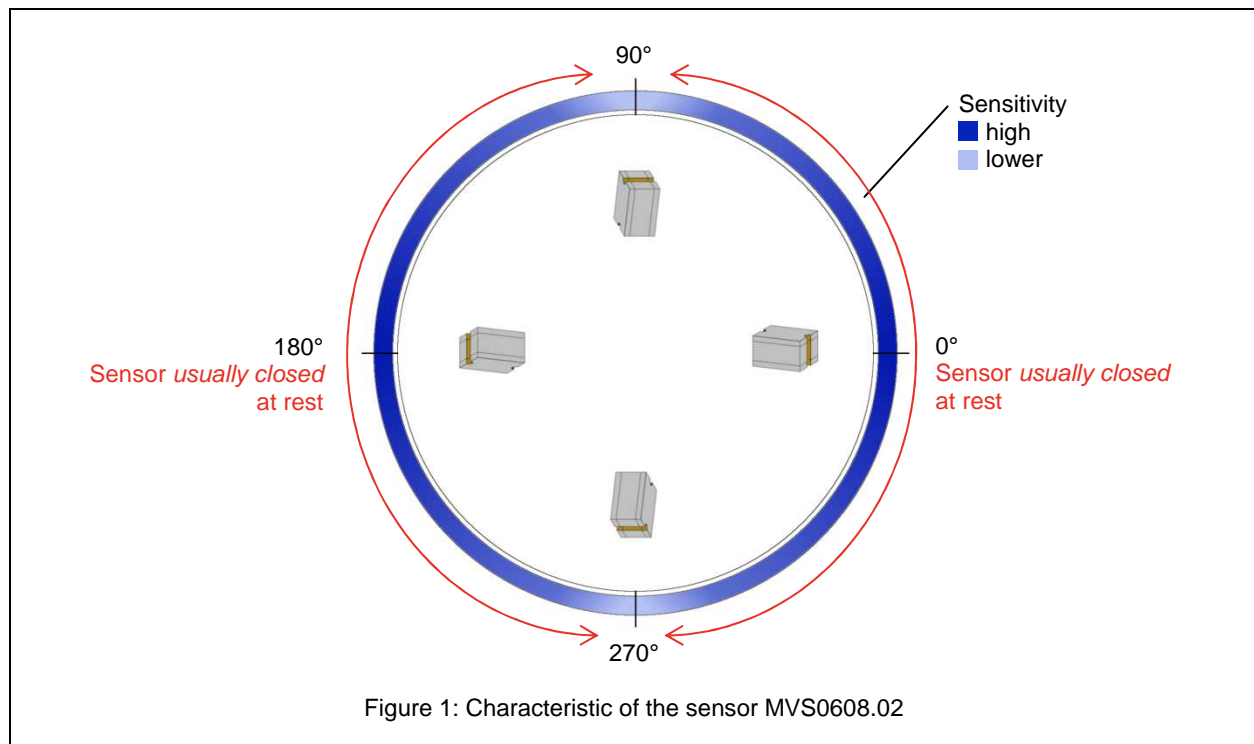 90°
Sensitivity
high
lower
180°
Sensor usually closed
at rest
0°
Sensor usually closed
at rest
270°
Figure 1: Characteristic of the sensor MVS0608.02